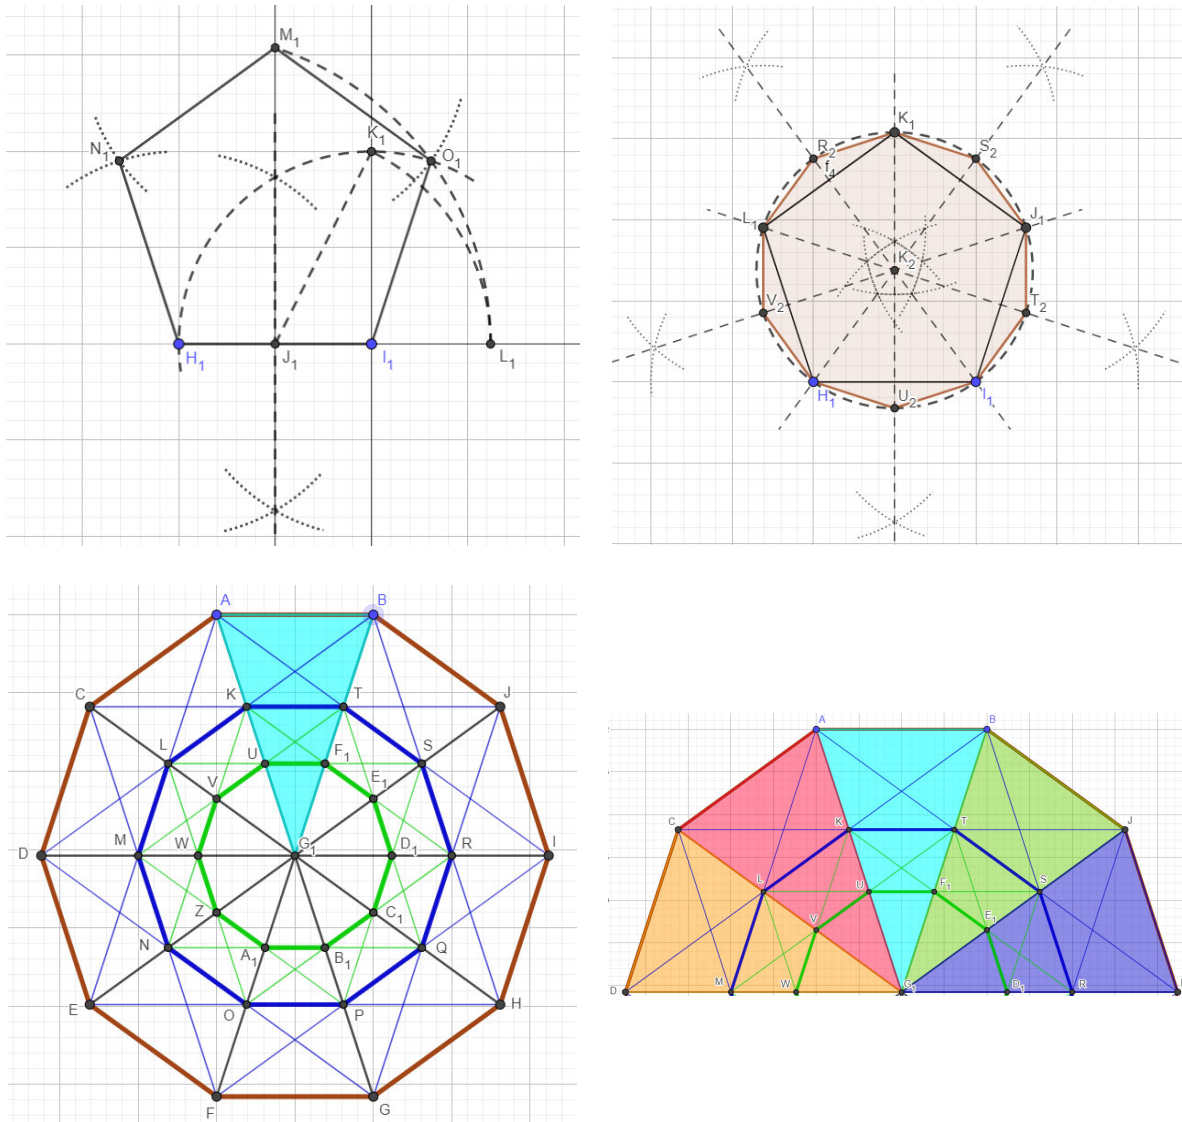 M₁
N₁
K₁
O₁
H₁
J₁
I₁
L₁
K₁
R₂
S₂
f₄
L₁
J₁
K₂
V₂
T₂
H₁
U₂
I₁
A
B
C
K
T
J
L
U
F₁
S
V
E₁
D
M
W
G₁
D₁
R
I
Z
C₁
N
A₁
B₁
Q
E
O
P
H
F
G
A
B
C
K
T
J
L
U
F₁
S
V
E₁
D
M
W
G₁
D₁
R